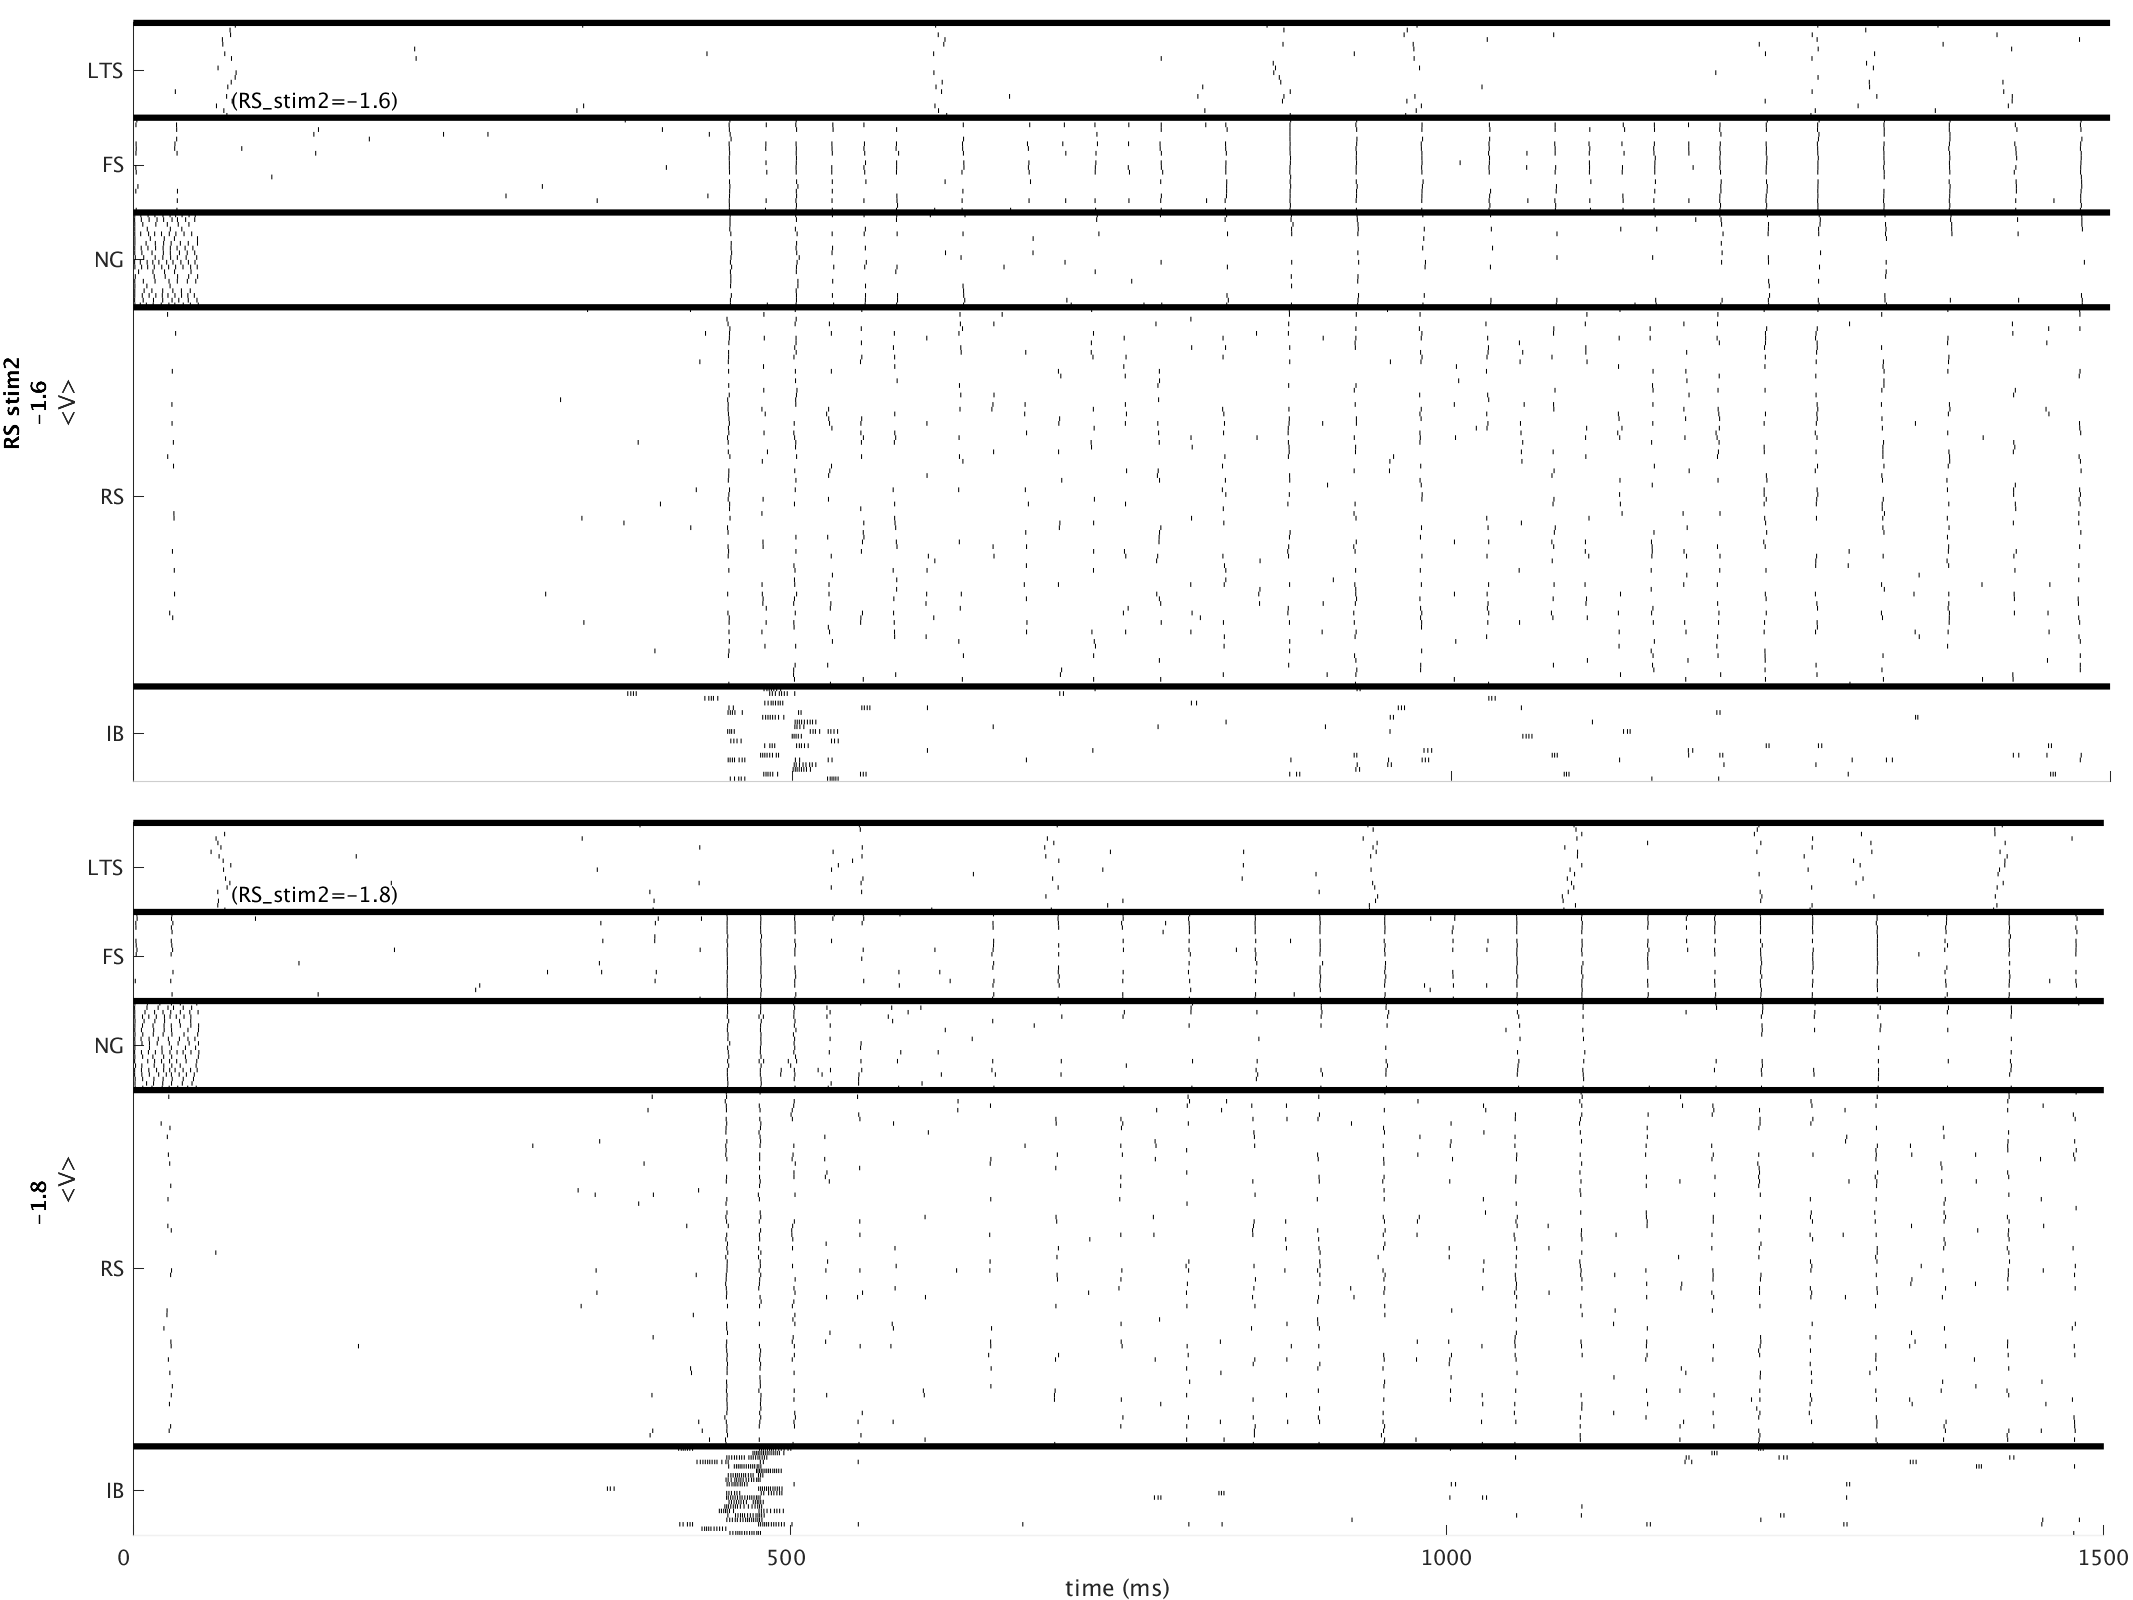 LTS
(RS_stim2=−1.6)
FS
NG
RS
IB
RS stim2
−1.6
<V>
LTS
(RS_stim2=−1.8)
FS
NG
RS
IB
−1.8
<V>
0 500 1000 1500
time (ms)